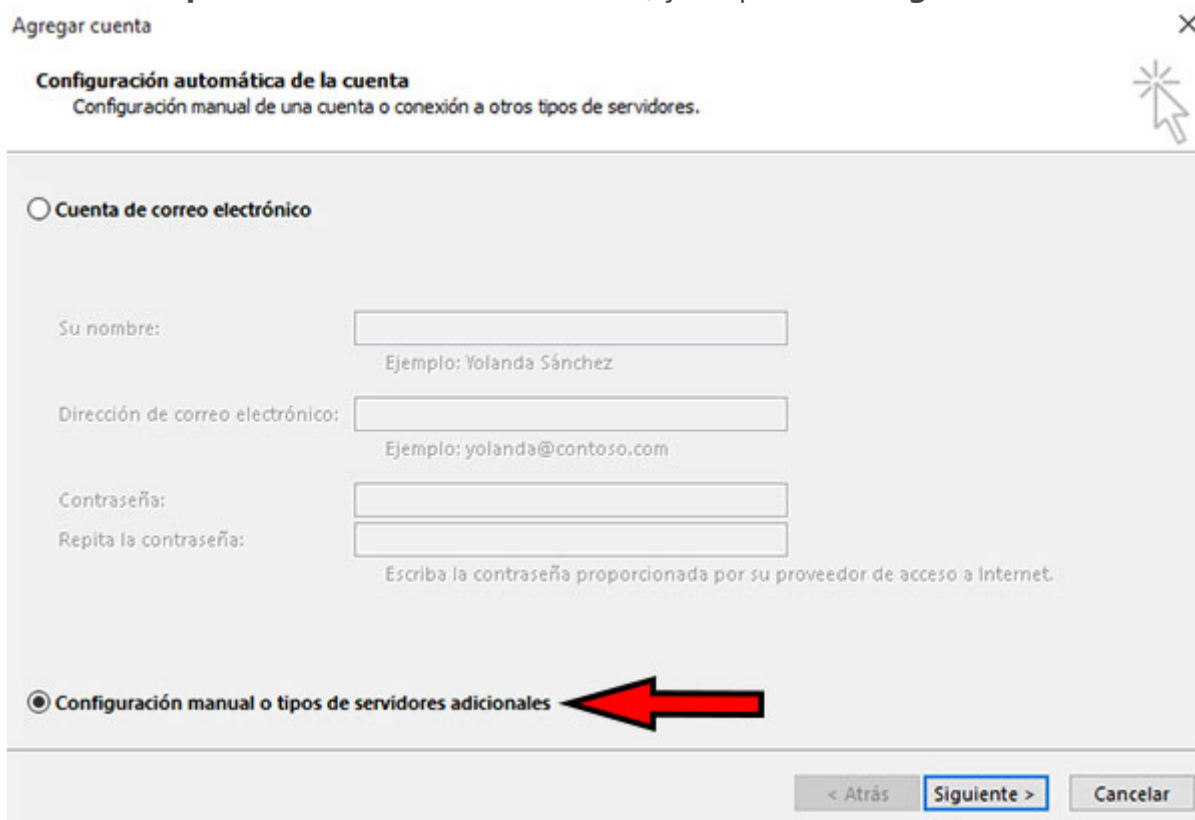 Agregar cuenta
Configuración automática de la cuenta
Configuración manual de una cuenta o conexión a otros tipos de servidores.
Cuenta de correo electrónico
Su nombre:
Ejemplo: Yolanda Sánchez
Dirección de correo electrónico:
Ejemplo: yolanda@contoso.com
Contraseña:
Repita la contraseña:
Escriba la contraseña proporcionada por su proveedor de acceso a Internet.
Configuración manual o tipos de servidores adicionales
< Atrás Siguiente > Cancelar